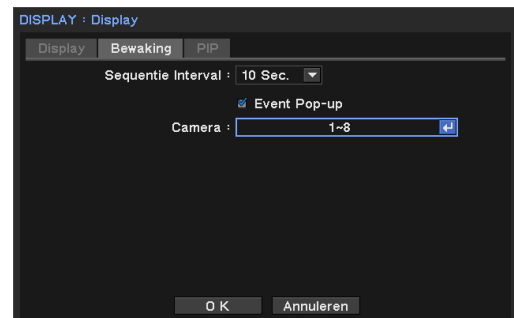 DISPLAY : Display
Display Bewaking PIP
Sequentie Interval : 10 Sec.
Event Pop-up
Camera : 1~8
OK Annuleren